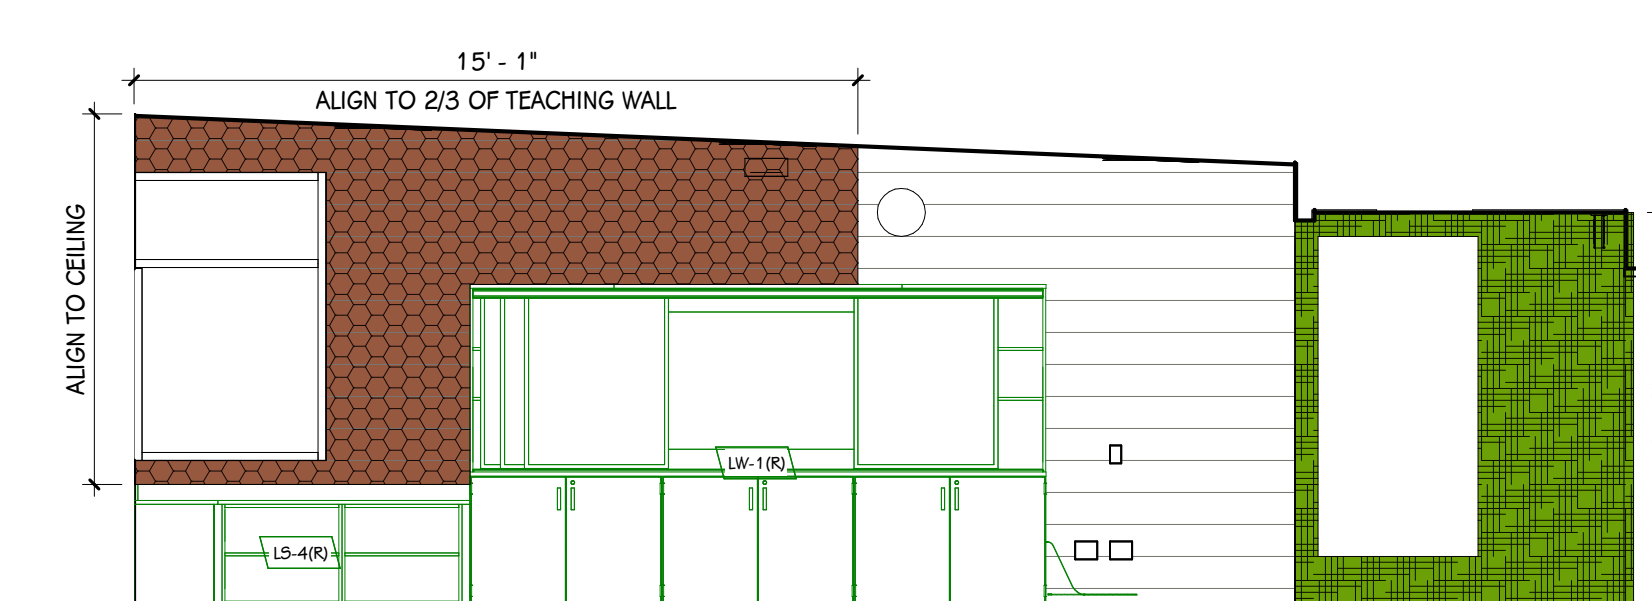 15' - 1"
ALIGN TO 2/3 OF TEACHING WALL
ALIGN TO CEILING
LW-1(R)
LS-4(R)